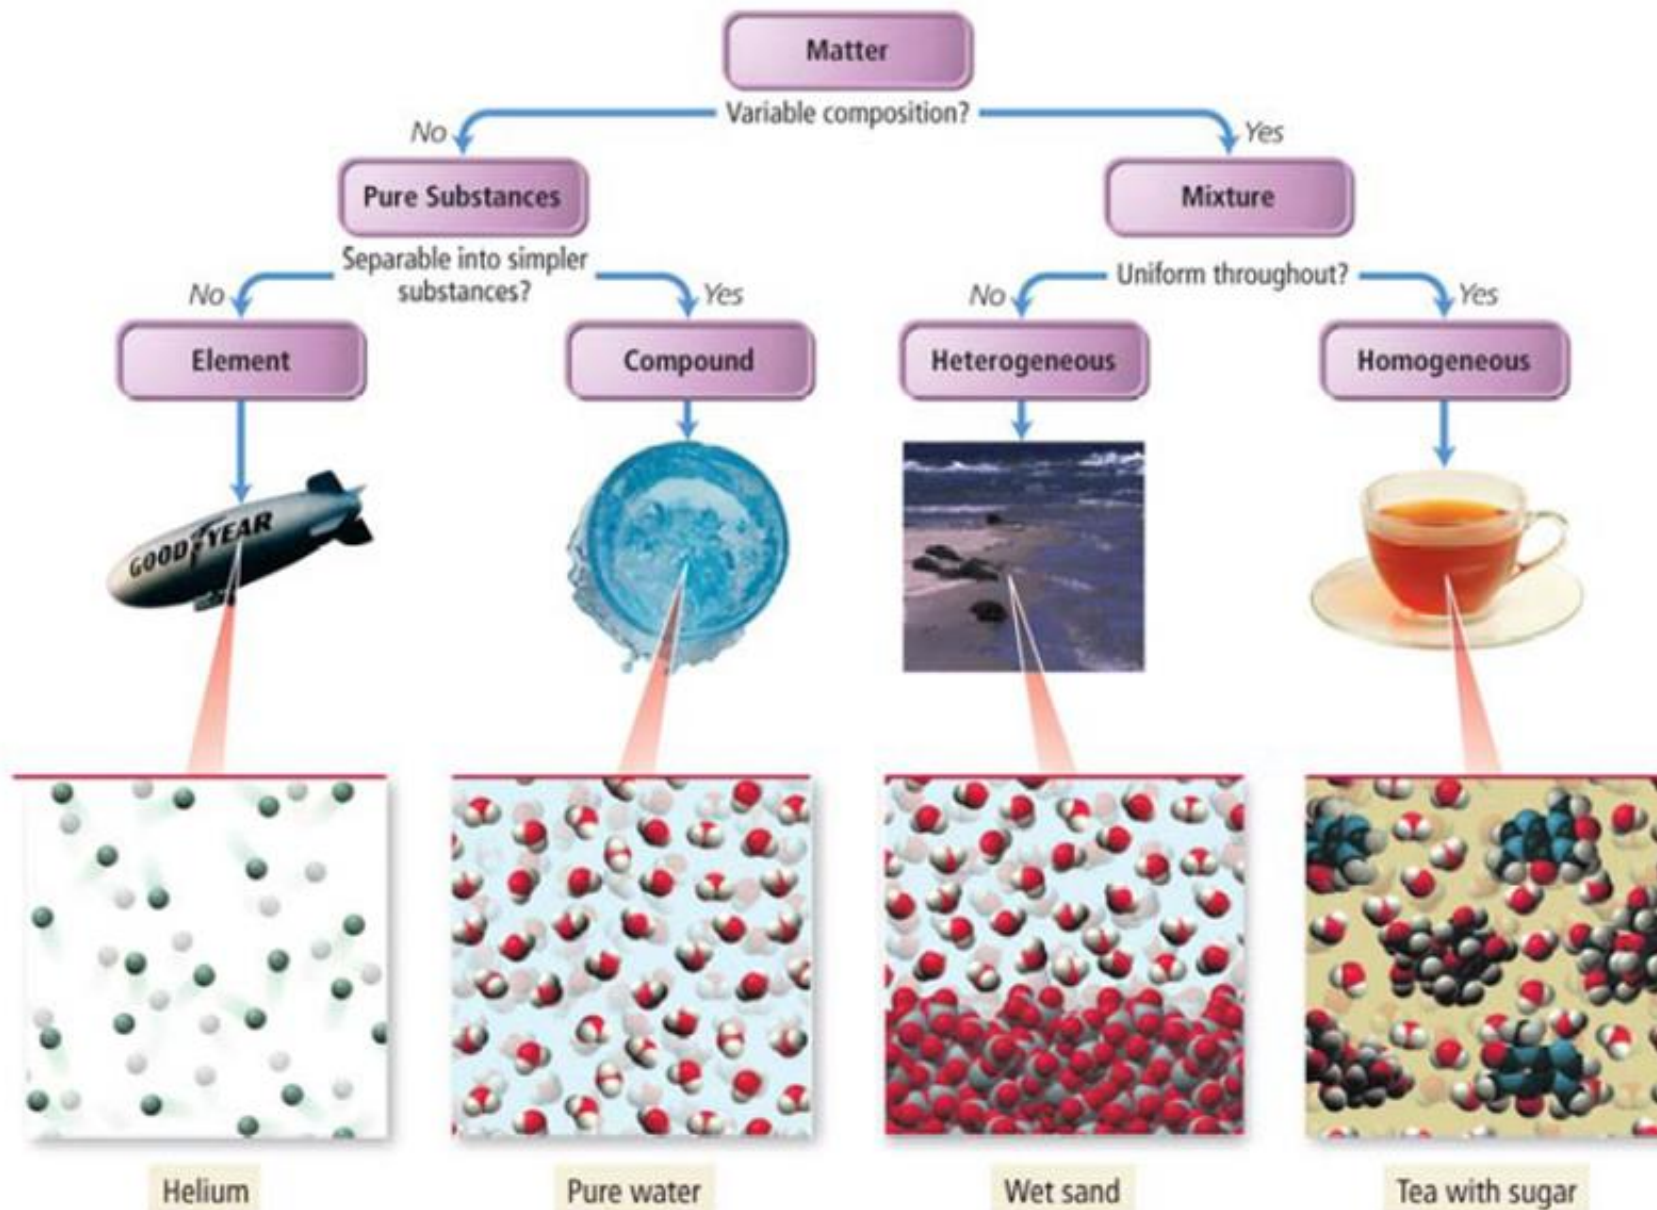 Matter
Variable composition?
No
Yes
Pure Substances
Mixture
Separable into simpler
substances?
No
Yes
Uniform throughout?
No
Yes
Element
Compound
Heterogeneous
Homogeneous
GOODYEAR
Helium
Pure water
Wet sand
Tea with sugar